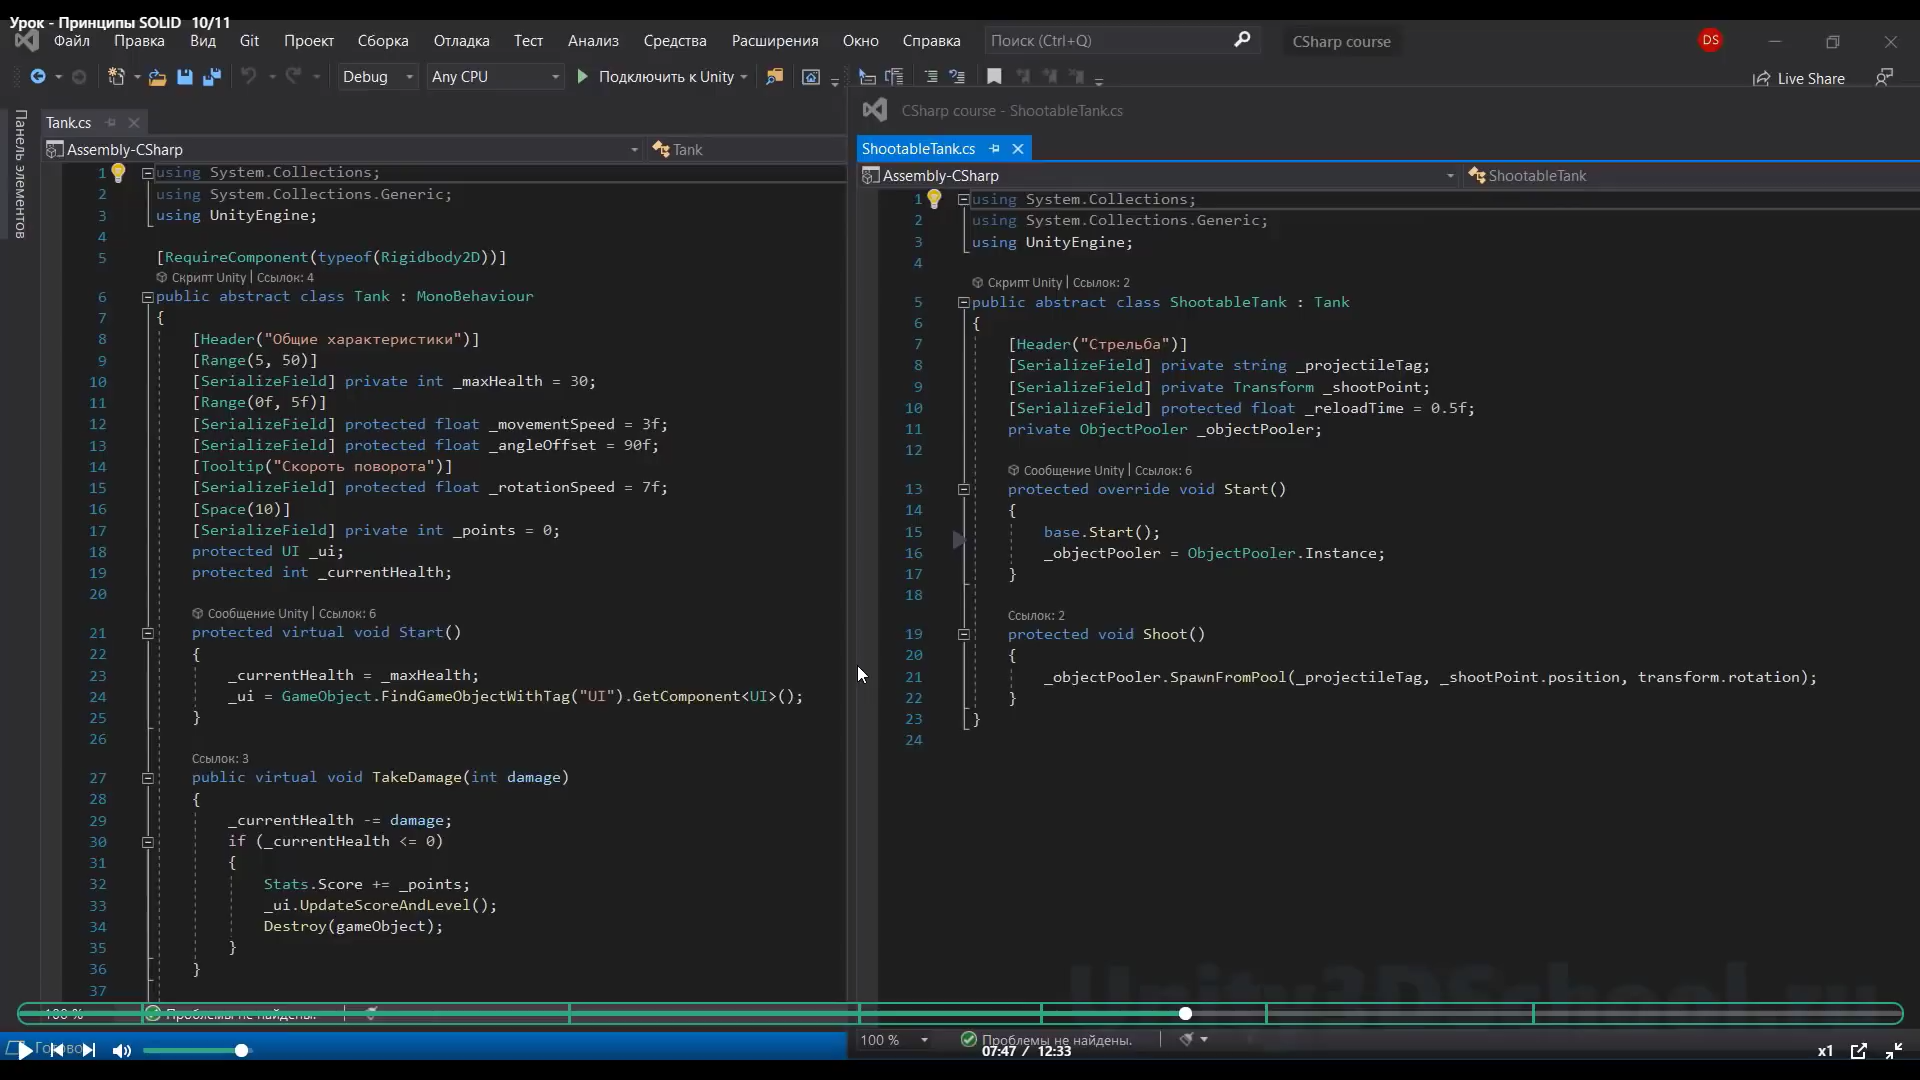 Урок - Принципы SOLID 10/11
Файл Правка Вид Git Проект Сборка Отладка Тест Анализ Средства Расширения Окно Справка Поиск (Ctrl+Q) CSharp course DS
Debug Any CPU Подключить к Unity Live Share
Панель элементов
Tank.cs
Assembly-CSharp Tank
1 using System.Collections;
2 using System.Collections.Generic;
3 using UnityEngine;
4
5 [RequireComponent(typeof(Rigidbody2D))]
Скрипт Unity | Ссылок: 4
6 public abstract class Tank : MonoBehaviour
7 {
8 [Header("Общие характеристики")]
9 [Range(5, 50)]
10 [SerializeField] private int _maxHealth = 30;
11 [Range(0f, 5f)]
12 [SerializeField] protected float _movementSpeed = 3f;
13 [SerializeField] protected float _angleOffset = 90f;
14 [Tooltip("Скороть поворота")]
15 [SerializeField] protected float _rotationSpeed = 7f;
16 [Space(10)]
17 [SerializeField] private int _points = 0;
18 protected UI _ui;
19 protected int _currentHealth;
20
Сообщение Unity | Ссылок: 6
21 protected virtual void Start()
22 {
23 _currentHealth = _maxHealth;
24 _ui = GameObject.FindGameObjectWithTag("UI").GetComponent<UI>();
25 }
26
Ссылок: 3
27 public virtual void TakeDamage(int damage)
28 {
29 _currentHealth -= damage;
30 if (_currentHealth <= 0)
31 {
32 Stats.Score += _points;
33 _ui.UpdateScoreAndLevel();
34 Destroy(gameObject);
35 }
36 }
37
100 % Проблемы не найдены.
Готово
CSharp course - ShootableTank.cs
ShootableTank.cs
Assembly-CSharp ShootableTank
1 using System.Collections;
2 using System.Collections.Generic;
3 using UnityEngine;
4
Скрипт Unity | Ссылок: 2
5 public abstract class ShootableTank : Tank
6 {
7 [Header("Стрельба")]
8 [SerializeField] private string _projectileTag;
9 [SerializeField] private Transform _shootPoint;
10 [SerializeField] protected float _reloadTime = 0.5f;
11 private ObjectPooler _objectPooler;
12
Сообщение Unity | Ссылок: 6
13 protected override void Start()
14 {
15 base.Start();
16 _objectPooler = ObjectPooler.Instance;
17 }
18
Ссылок: 2
19 protected void Shoot()
20 {
21 _objectPooler.SpawnFromPool(_projectileTag, _shootPoint.position, transform.rotation);
22 }
23 }
24
Unity3DSchool.ru
100 % Проблемы не найдены.
07:47 / 12:33 x1